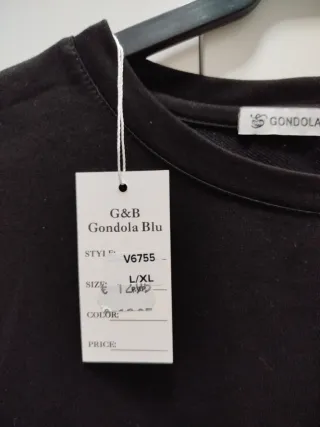 GONDOLA
G&B
Gondola Blu
STYLE: V6755
SIZE: L/XL
COLOR:
PRICE: